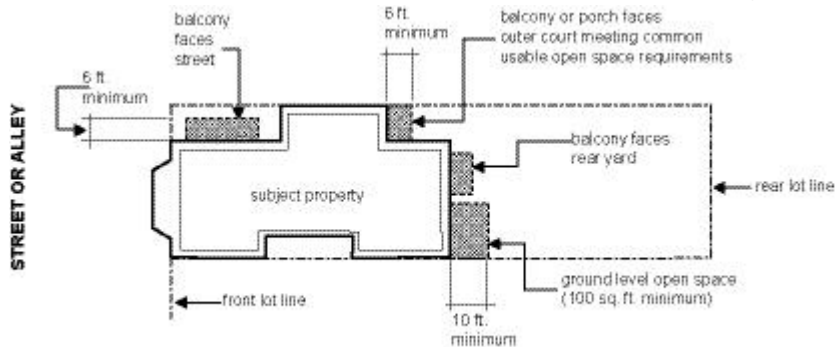 balcony
faces
street
6 ft.
minimum
balcony or porch faces
outer court meeting common
usable open space requirements
6 ft.
minimum
STREET OR ALLEY
balcony faces
rear yard
subject property
rear lot line
front lot line
ground level open space
(100 sq. ft. minimum)
10 ft.
minimum